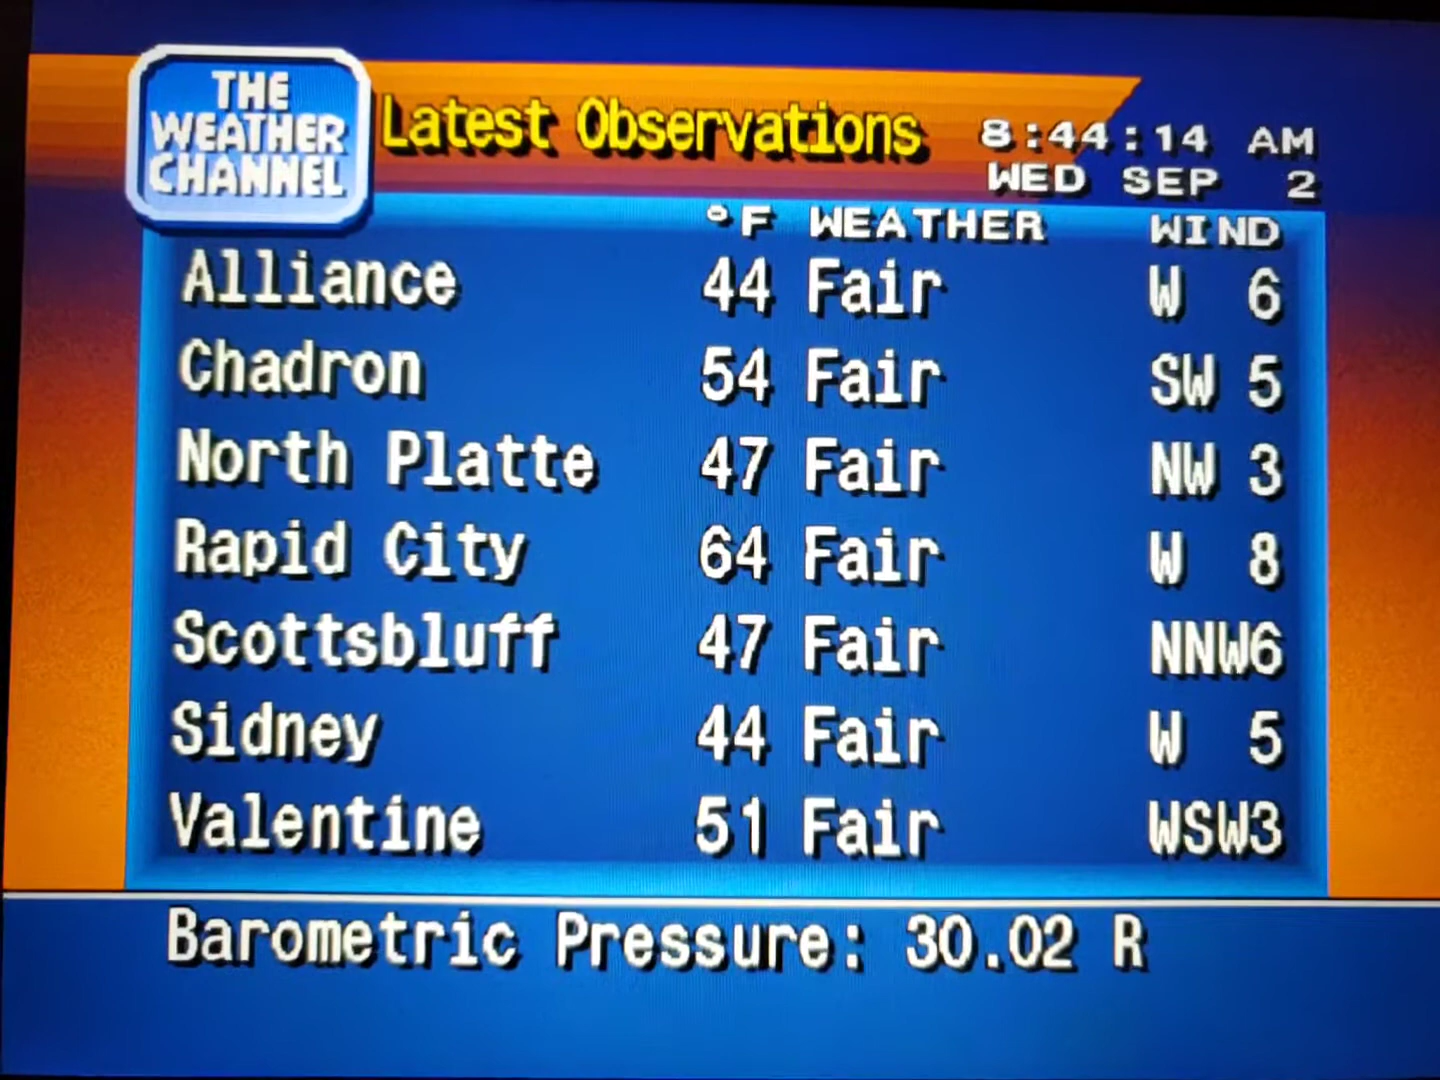 THE
WEATHER
CHANNEL
Latest Observations
8:44:14 AM
WED SEP 2
°F WEATHER WIND
Alliance 44 Fair W 6
Chadron 54 Fair SW 5
North Platte 47 Fair NW 3
Rapid City 64 Fair W 8
Scottsbluff 47 Fair NNW6
Sidney 44 Fair W 5
Valentine 51 Fair WSW3
Barometric Pressure: 30.02 R